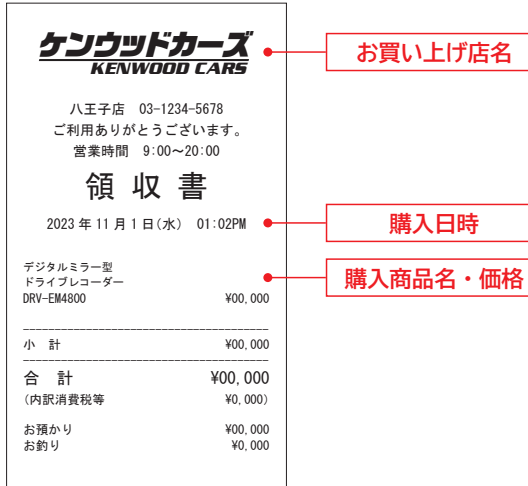 ケンウッドカーズ
KENWOOD CARS
お買い上げ店名
八王子店 03-1234-5678
ご利用ありがとうございます。
営業時間 9:00～20:00
領収書
2023年11月1日(水) 01:02PM
購入日時
デジタルミラー型
ドライブレコーダー
DRV-EM4800 ¥00,000
購入商品名・価格
小 計 ¥00,000
合 計 ¥00,000
(内訳消費税等 ¥0,000)
お預かり ¥00,000
お釣り ¥0,000